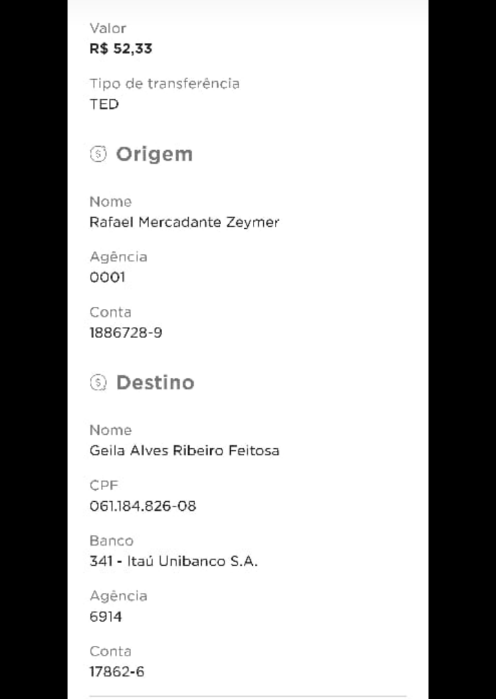 Valor
R$ 52,33
Tipo de transferência
TED
Origem
Nome
Rafael Mercadante Zeymer
Agência
0001
Conta
1886728-9
Destino
Nome
Geila Alves Ribeiro Feitosa
CPF
061.184.826-08
Banco
341 - Itaú Unibanco S.A.
Agência
6914
Conta
17862-6